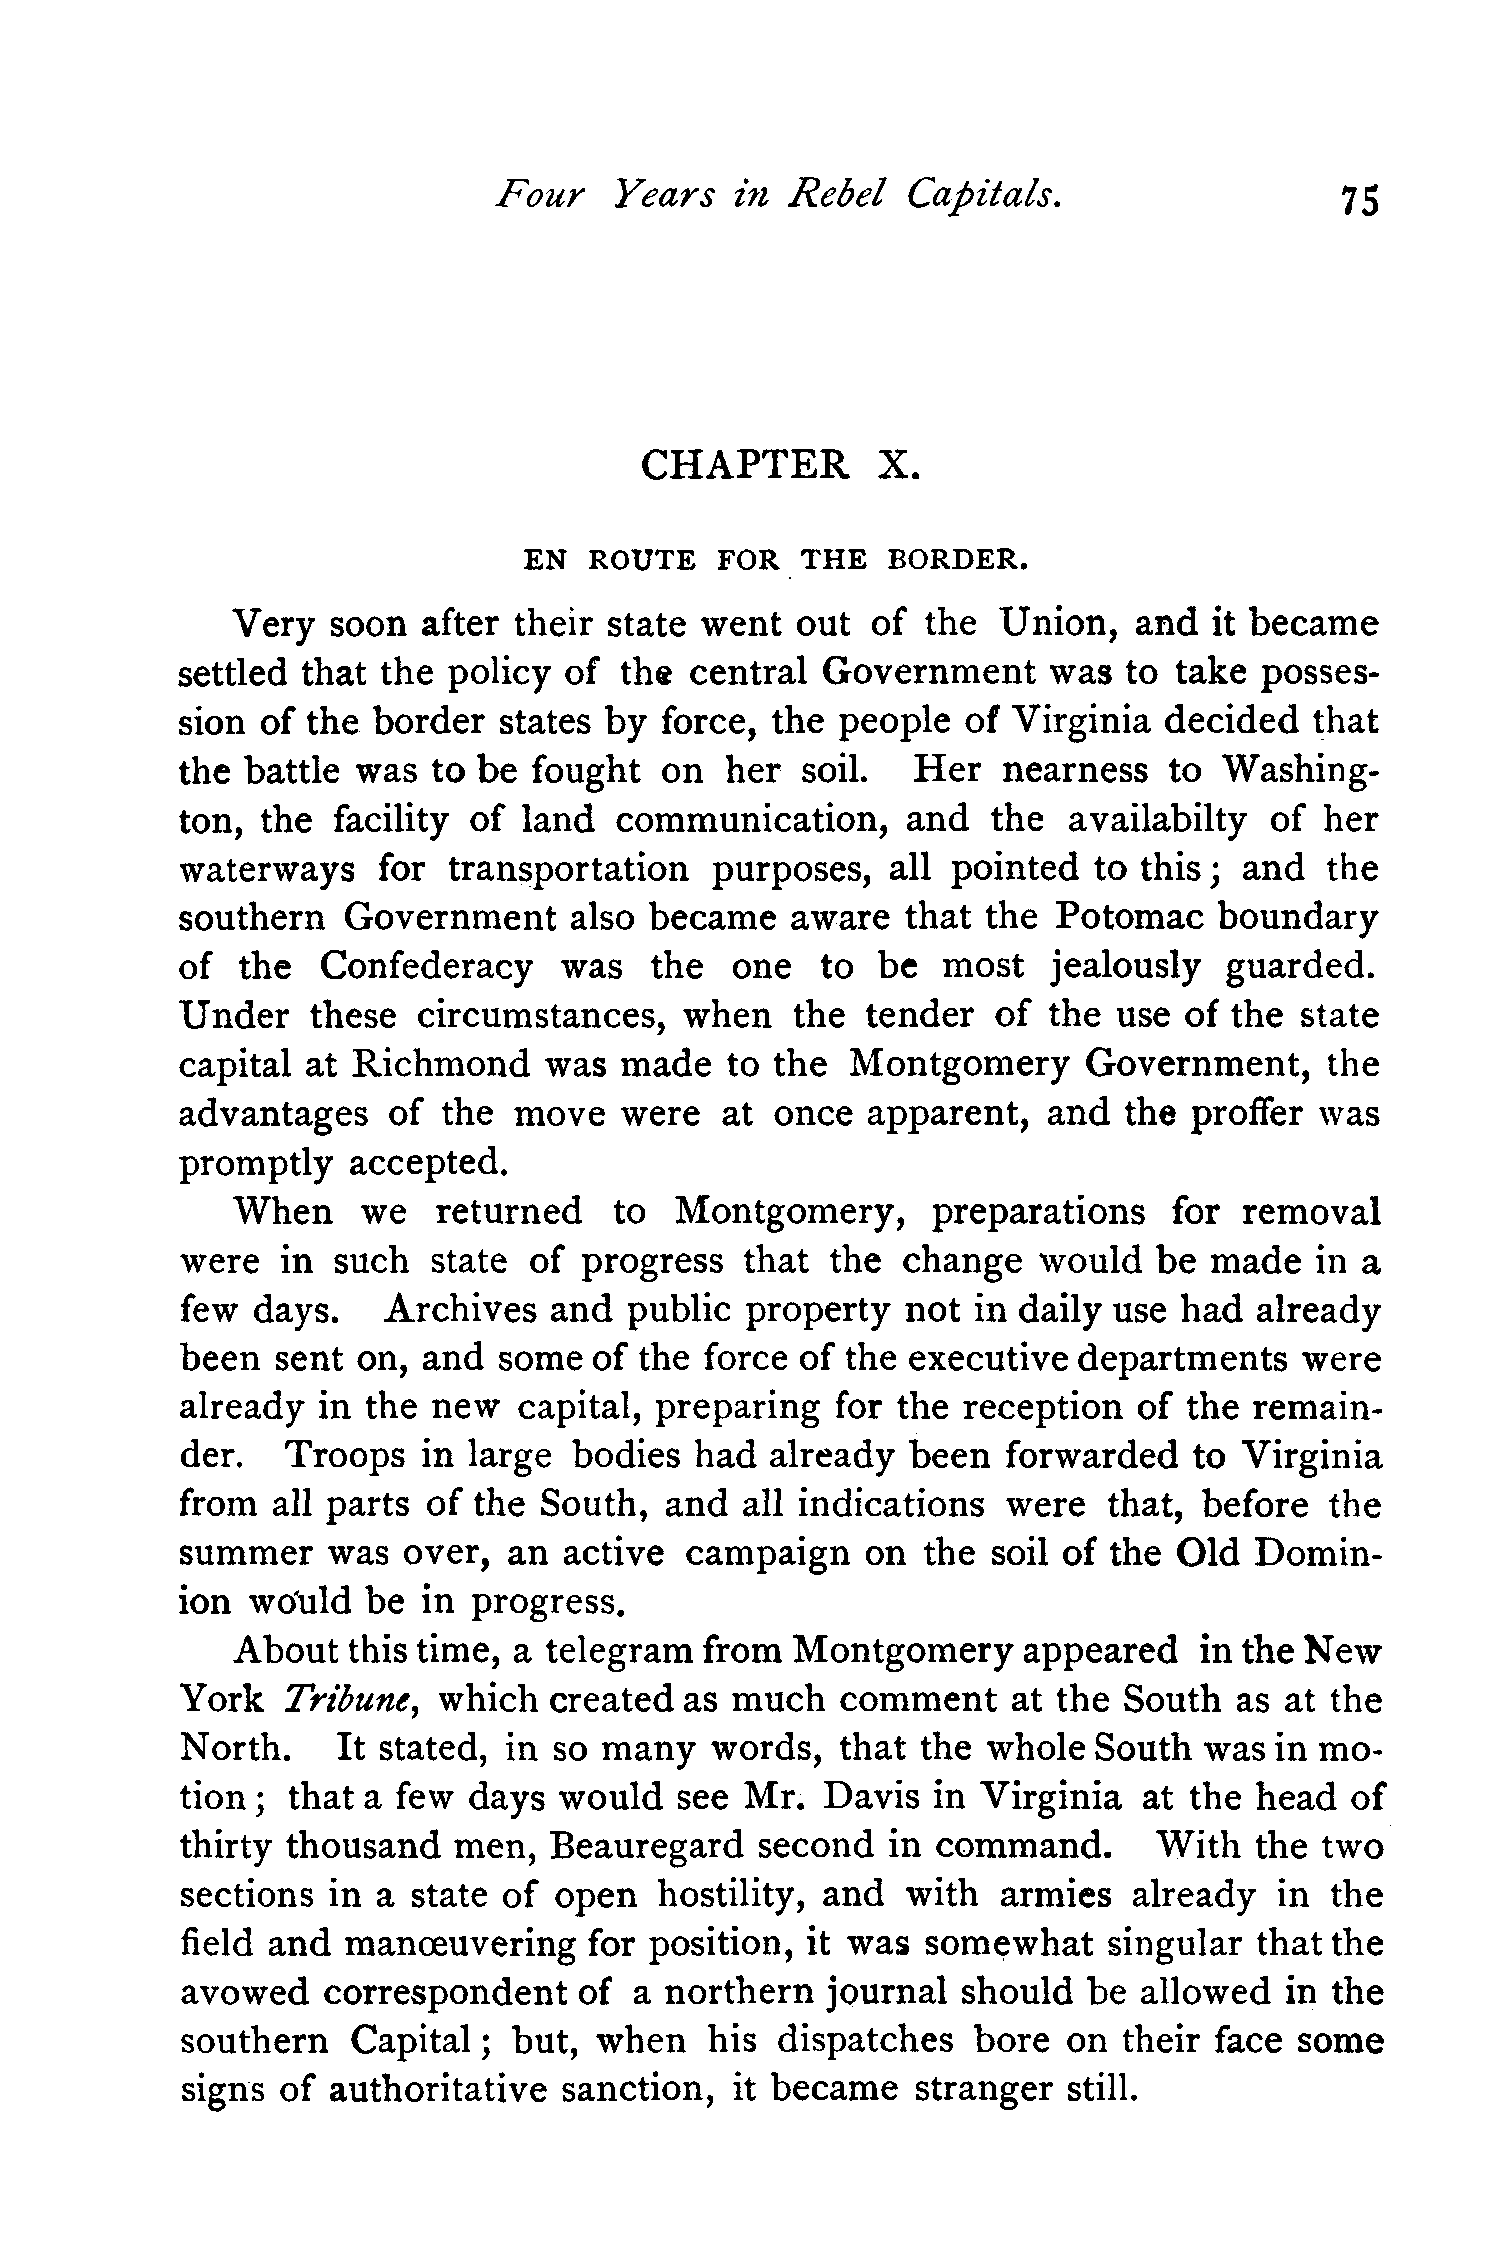 Four Years in Rebel Capitals. 75
CHAPTER X.
EN ROUTE FOR THE BORDER.
Very soon after their state went out of the Union, and it became
settled that the policy of the central Government was to take posses-
sion of the border states by force, the people of Virginia decided that
the battle was to be fought on her soil. Her nearness to Washing-
ton, the facility of land communication, and the availabilty of her
waterways for transportation purposes, all pointed to this; and the
southern Government also became aware that the Potomac boundary
of the Confederacy was the one to be most jealously guarded.
Under these circumstances, when the tender of the use of the state
capital at Richmond was made to the Montgomery Government, the
advantages of the move were at once apparent, and the proffer was
promptly accepted.
When we returned to Montgomery, preparations for removal
were in such state of progress that the change would be made in a
few days. Archives and public property not in daily use had already
been sent on, and some of the force of the executive departments were
already in the new capital, preparing for the reception of the remain-
der. Troops in large bodies had already been forwarded to Virginia
from all parts of the South, and all indications were that, before the
summer was over, an active campaign on the soil of the Old Domin-
ion would be in progress.
About this time, a telegram from Montgomery appeared in the New
York Tribune, which created as much comment at the South as at the
North. It stated, in so many words, that the whole South was in mo-
tion; that a few days would see Mr. Davis in Virginia at the head of
thirty thousand men, Beauregard second in command. With the two
sections in a state of open hostility, and with armies already in the
field and manœuvering for position, it was somewhat singular that the
avowed correspondent of a northern journal should be allowed in the
southern Capital; but, when his dispatches bore on their face some
signs of authoritative sanction, it became stranger still.